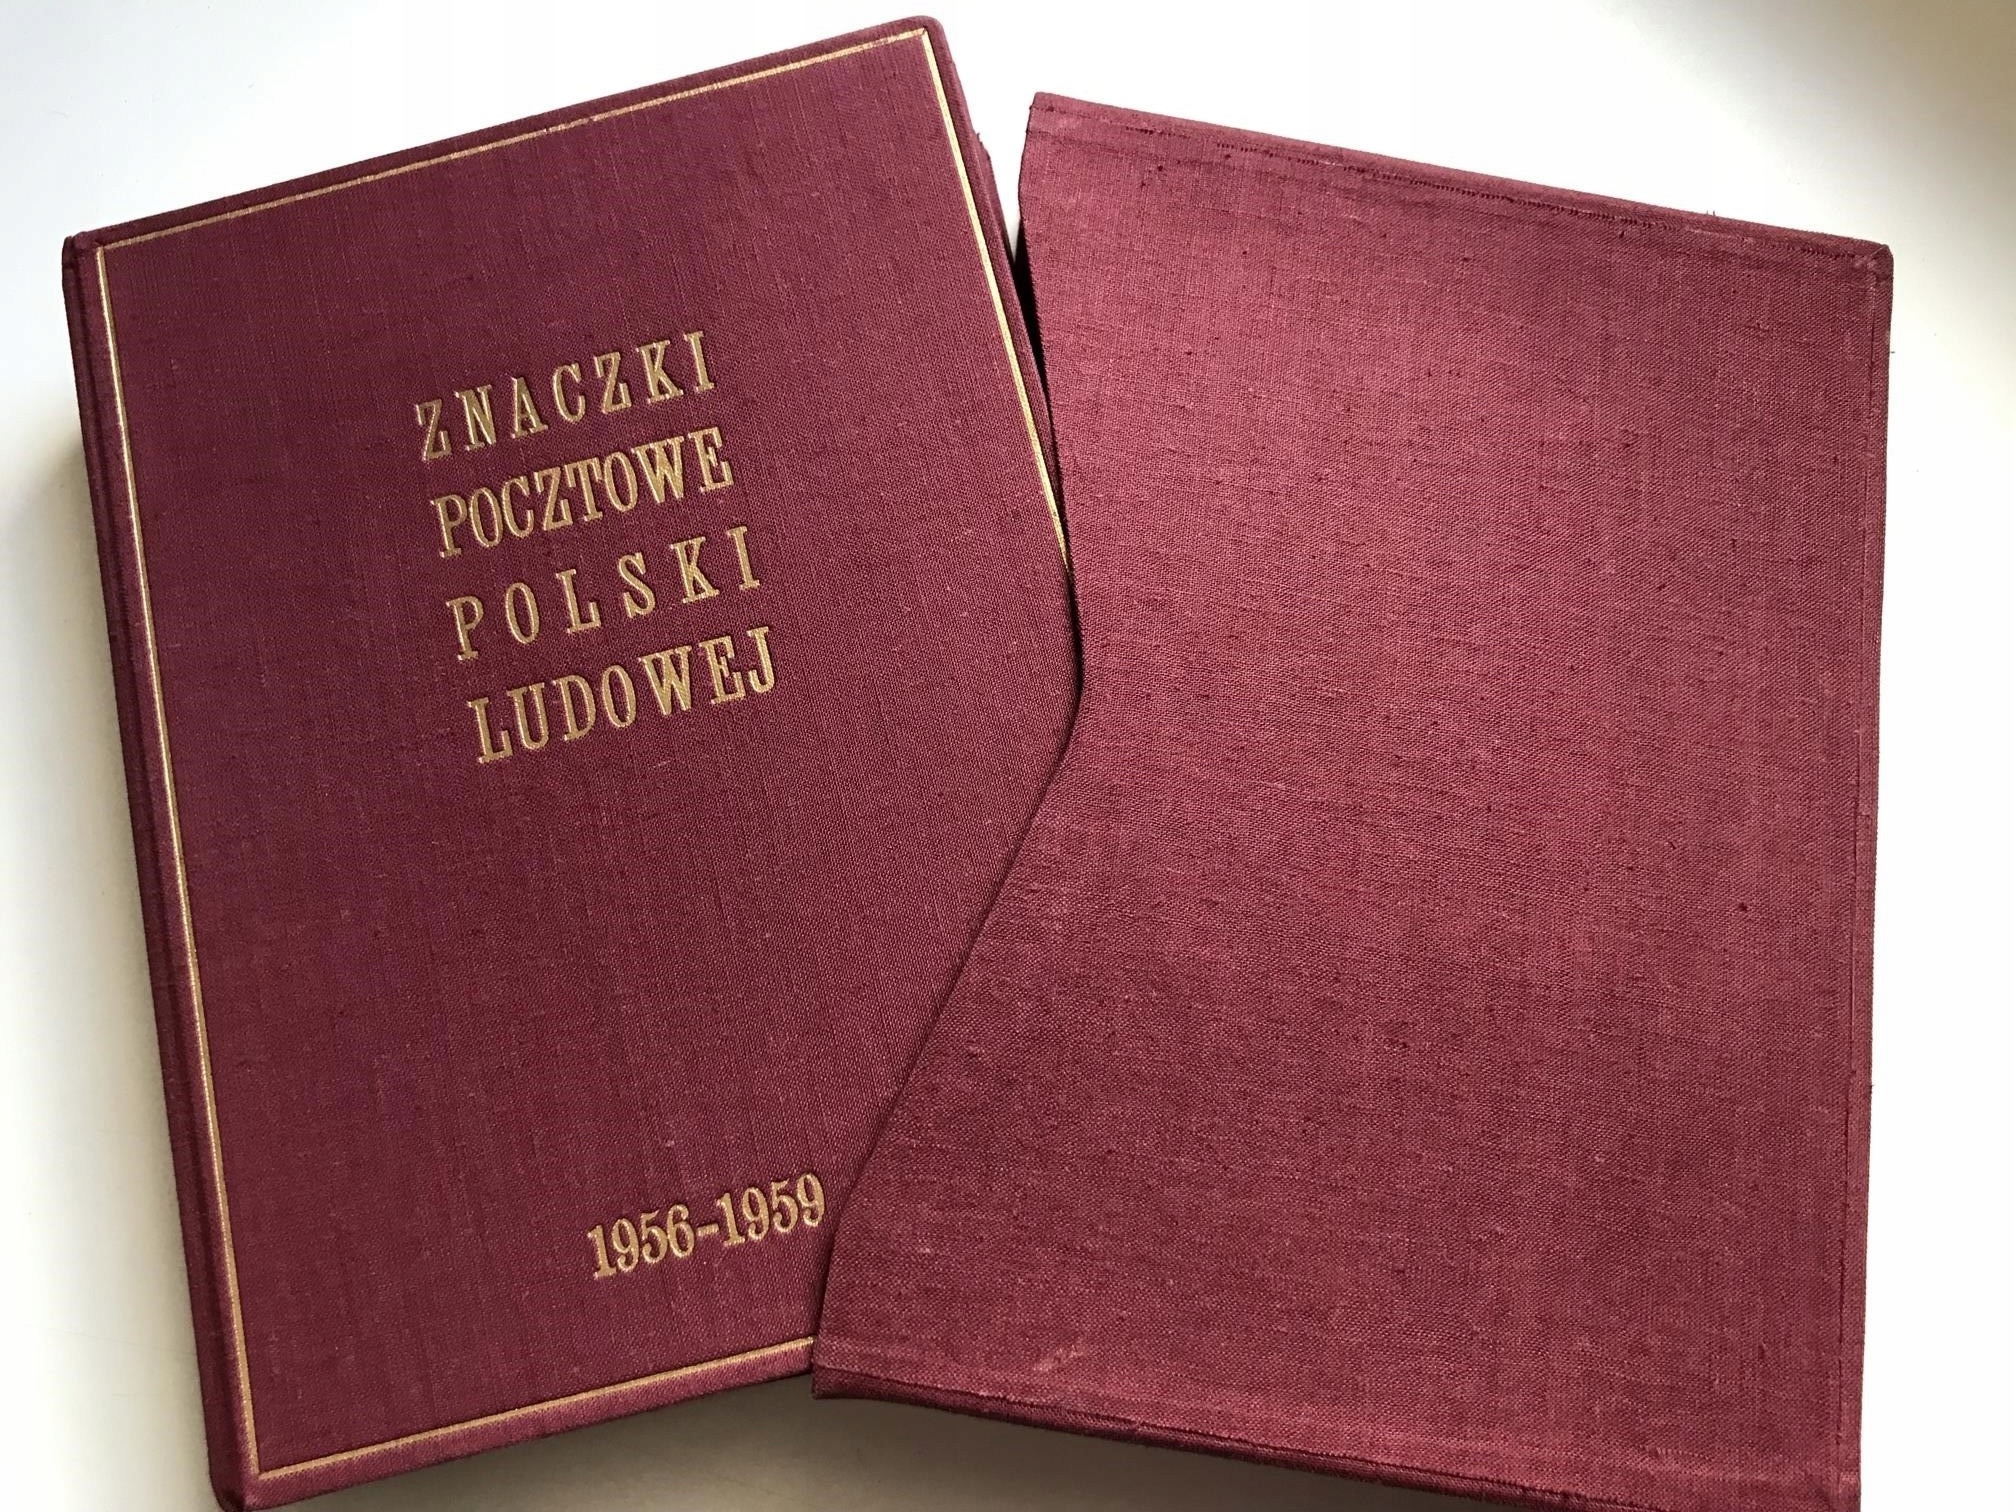 ZNACZKI
POCZTOWE
POLSKI
LUDOWEJ
1956-1959